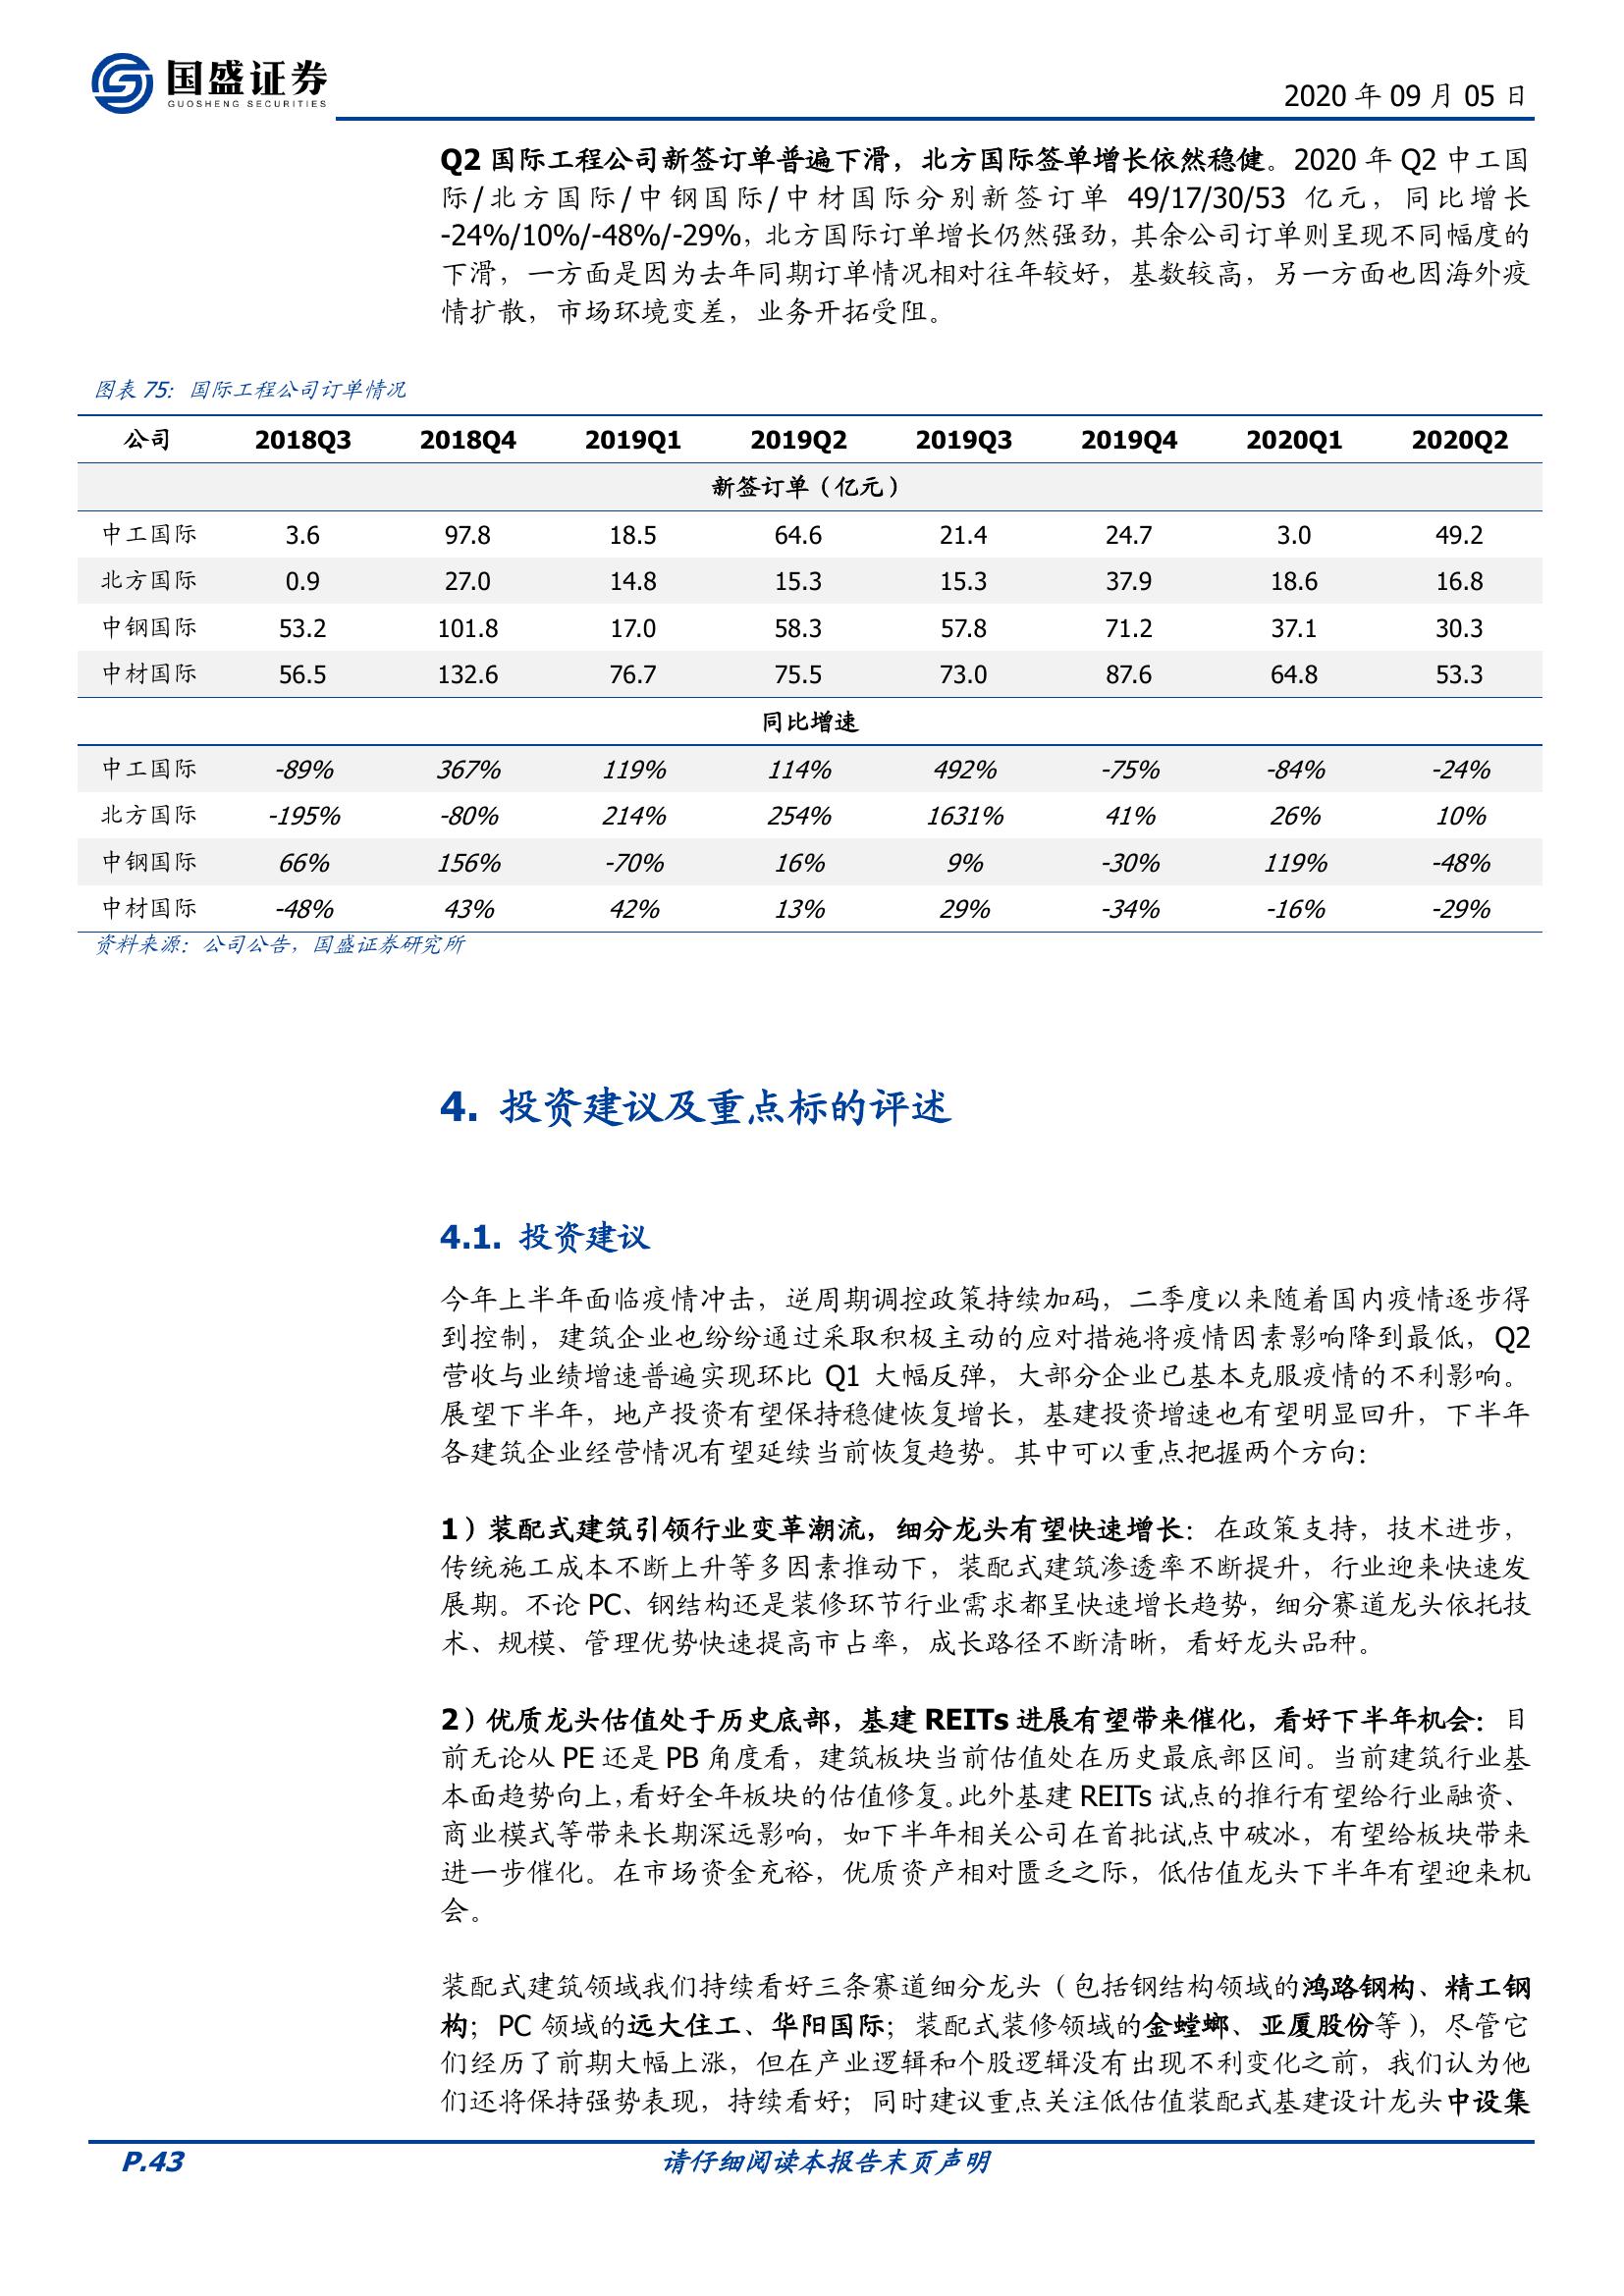 国盛证券
GUOSHENG SECURITIES
2020 年 09 月 05 日
Q2 国际工程公司新签订单普遍下滑，北方国际签单增长依然稳健。2020 年 Q2 中工国
际/北方国际/中钢国际/中材国际分别新签订单 49/17/30/53 亿元，同比增长
-24%/10%/-48%/-29%，北方国际订单增长仍然强劲，其余公司订单则呈现不同幅度的
下滑，一方面是因为去年同期订单情况相对往年较好，基数较高，另一方面也因海外疫
情扩散，市场环境变差，业务开拓受阻。
图表 75：国际工程公司订单情况
公司 2018Q3 2018Q4 2019Q1 2019Q2 2019Q3 2019Q4 2020Q1 2020Q2
新签订单（亿元）
中工国际 3.6 97.8 18.5 64.6 21.4 24.7 3.0 49.2
北方国际 0.9 27.0 14.8 15.3 15.3 37.9 18.6 16.8
中钢国际 53.2 101.8 17.0 58.3 57.8 71.2 37.1 30.3
中材国际 56.5 132.6 76.7 75.5 73.0 87.6 64.8 53.3
同比增速
中工国际 -89% 367% 119% 114% 492% -75% -84% -24%
北方国际 -195% -80% 214% 254% 1631% 41% 26% 10%
中钢国际 66% 156% -70% 16% 9% -30% 119% -48%
中材国际 -48% 43% 42% 13% 29% -34% -16% -29%
资料来源：公司公告，国盛证券研究所
4. 投资建议及重点标的评述
4.1. 投资建议
今年上半年面临疫情冲击，逆周期调控政策持续加码，二季度以来随着国内疫情逐步得
到控制，建筑企业也纷纷通过采取积极主动的应对措施将疫情因素影响降到最低，Q2
营收与业绩增速普遍实现环比 Q1 大幅反弹，大部分企业已基本克服疫情的不利影响。
展望下半年，地产投资有望保持稳健恢复增长，基建投资增速也有望明显回升，下半年
各建筑企业经营情况有望延续当前恢复趋势。其中可以重点把握两个方向：
1）装配式建筑引领行业变革潮流，细分龙头有望快速增长：在政策支持，技术进步，
传统施工成本不断上升等多因素推动下，装配式建筑渗透率不断提升，行业迎来快速发
展期。不论 PC、钢结构还是装修环节行业需求都呈快速增长趋势，细分赛道龙头依托技
术、规模、管理优势快速提高市占率，成长路径不断清晰，看好龙头品种。
2）优质龙头估值处于历史底部，基建 REITs 进展有望带来催化，看好下半年机会：目
前无论从 PE 还是 PB 角度看，建筑板块当前估值处在历史最底部区间。当前建筑行业基
本面趋势向上，看好全年板块的估值修复。此外基建 REITs 试点的推行有望给行业融资、
商业模式等带来长期深远影响，如下半年相关公司在首批试点中破冰，有望给板块带来
进一步催化。在市场资金充裕，优质资产相对匮乏之际，低估值龙头下半年有望迎来机
会。
装配式建筑领域我们持续看好三条赛道细分龙头（包括钢结构领域的鸿路钢构、精工钢
构；PC 领域的远大住工、华阳国际；装配式装修领域的金螳螂、亚厦股份等），尽管它
们经历了前期大幅上涨，但在产业逻辑和个股逻辑没有出现不利变化之前，我们认为他
们还将保持强势表现，持续看好；同时建议重点关注低估值装配式基建设计龙头中设集
P.43
请仔细阅读本报告末页声明